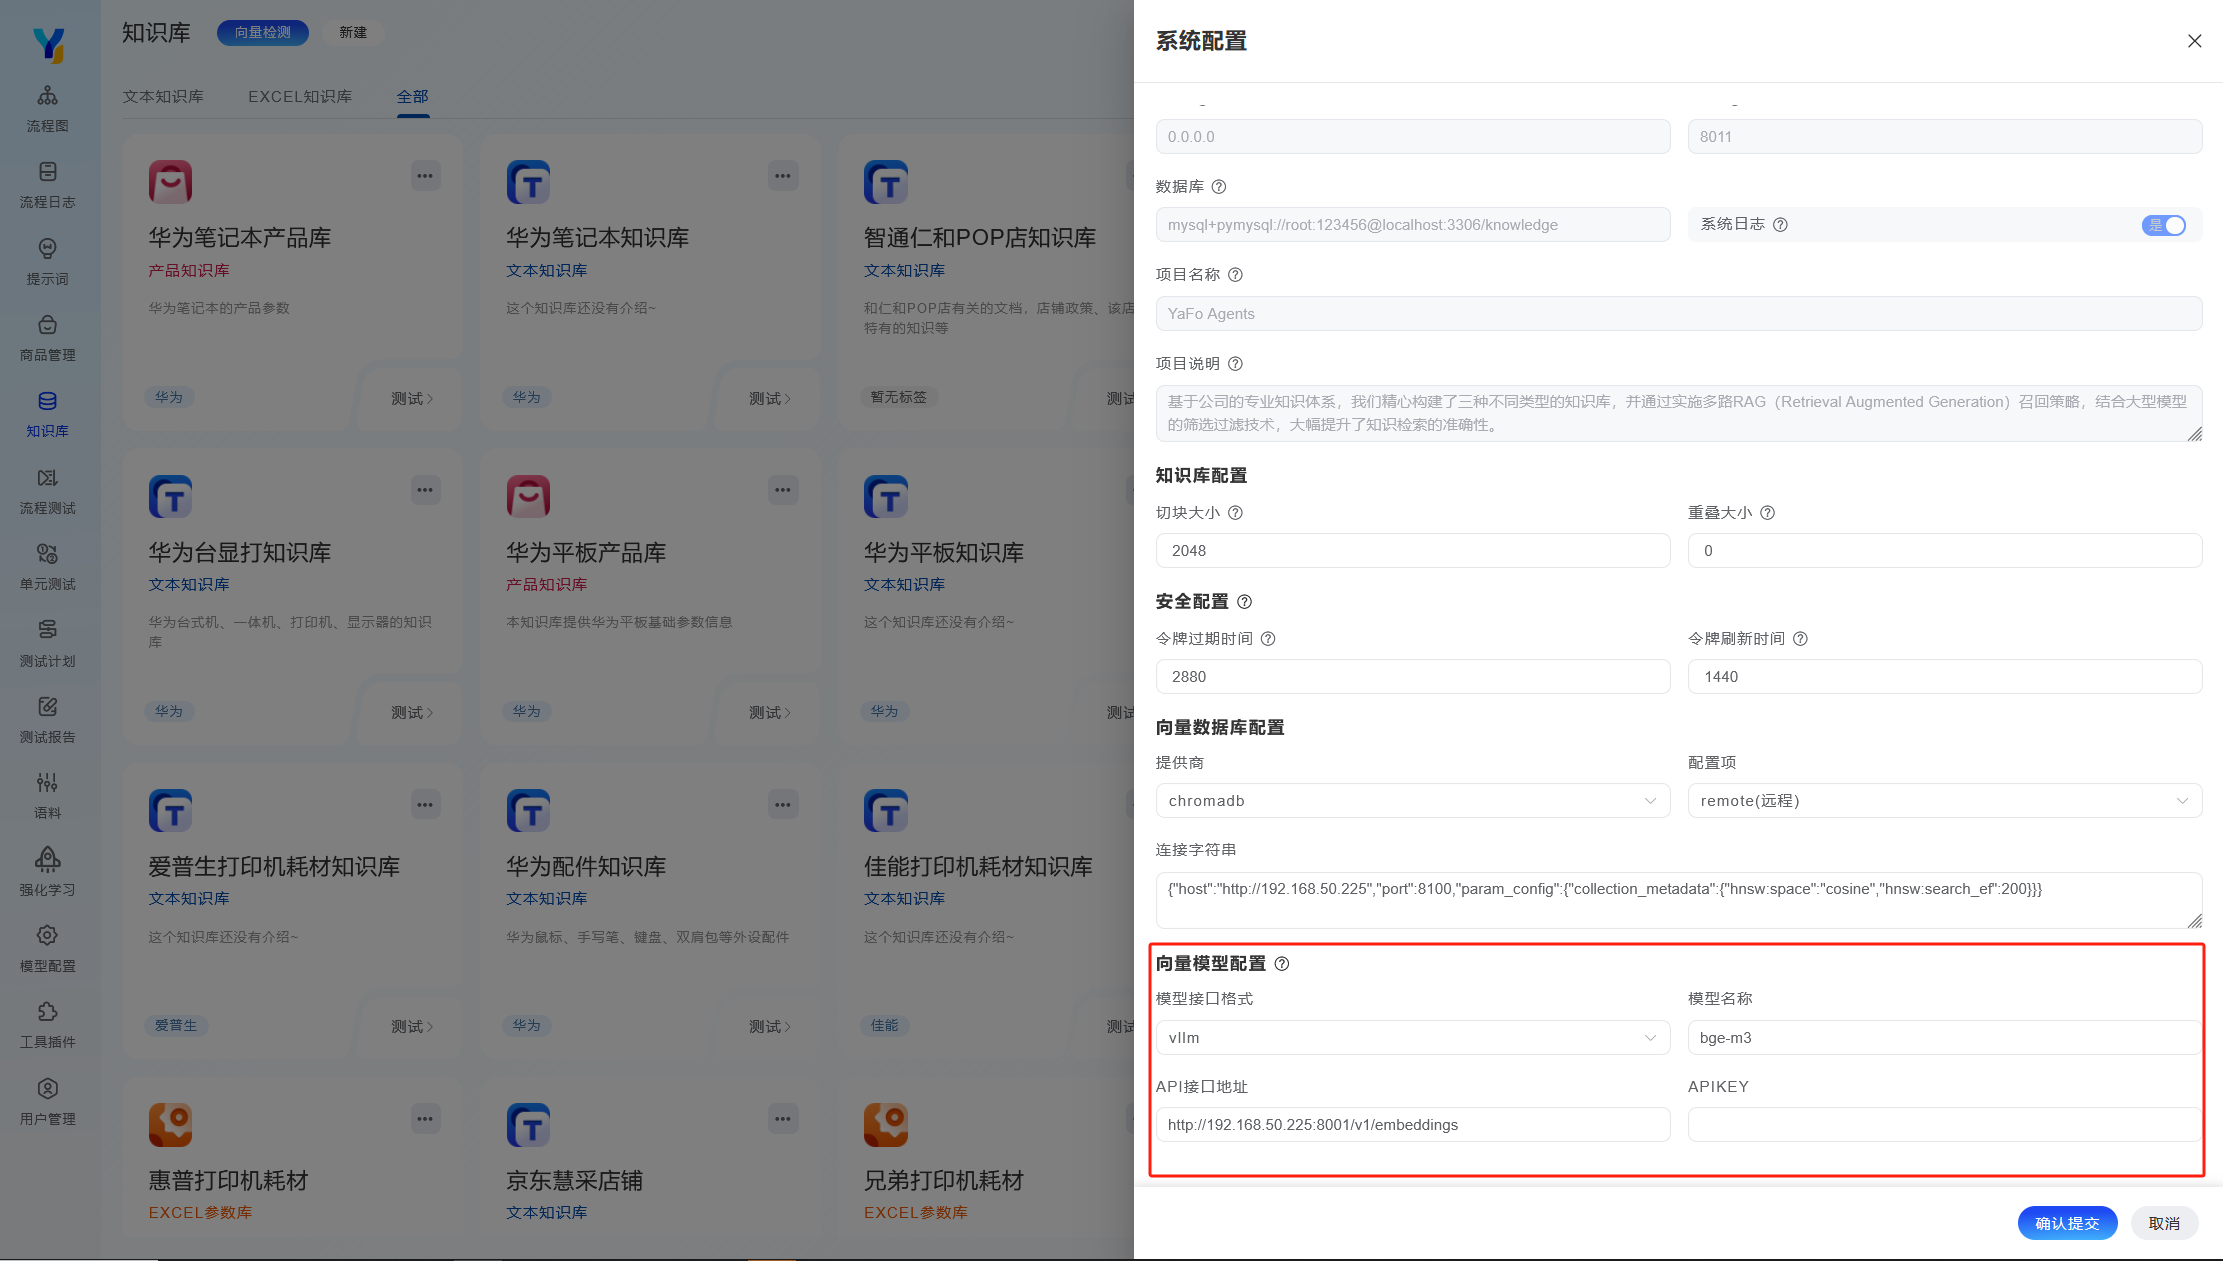 知识库
向量检测
新建
文本知识库
EXCEL知识库
全部
流程图
流程日志
提示词
商品管理
知识库
流程测试
单元测试
测试计划
测试报告
语料
强化学习
模型配置
工具插件
用户管理
华为笔记本产品库
产品知识库
华为笔记本的产品参数
华为
测试
华为笔记本知识库
文本知识库
这个知识库还没有介绍~
华为
测试
智通仁和POP店知识库
文本知识库
和仁和POP店有关的文档，店铺政策、该店
特有的知识等
暂无标签
测试
华为台显打知识库
文本知识库
华为台式机、一体机、打印机、显示器的知识
库
华为
测试
华为平板产品库
产品知识库
本知识库提供华为平板基础参数信息
华为
测试
华为平板知识库
文本知识库
这个知识库还没有介绍~
华为
测试
爱普生打印机耗材知识库
文本知识库
这个知识库还没有介绍~
爱普生
测试
华为配件知识库
文本知识库
华为鼠标、手写笔、键盘、双肩包等外设配件
华为
测试
佳能打印机耗材知识库
文本知识库
这个知识库还没有介绍~
佳能
测试
惠普打印机耗材
EXCEL参数库
京东慧采店铺
文本知识库
兄弟打印机耗材
EXCEL参数库
系统配置
0.0.0.0
8011
数据库
mysql+pymysql://root:123456@localhost:3306/knowledge
系统日志
是
项目名称
YaFo Agents
项目说明
基于公司的专业知识体系，我们精心构建了三种不同类型的知识库，并通过实施多路RAG（Retrieval Augmented Generation）召回策略，结合大型模型
的筛选过滤技术，大幅提升了知识检索的准确性。
知识库配置
切块大小
重叠大小
2048
0
安全配置
令牌过期时间
令牌刷新时间
2880
1440
向量数据库配置
提供商
配置项
chromadb
remote(远程)
连接字符串
{"host":"http://192.168.50.225","port":8100,"param_config":{"collection_metadata":{"hnsw:space":"cosine","hnsw:search_ef":200}}}
向量模型配置
模型接口格式
模型名称
vllm
bge-m3
API接口地址
APIKEY
http://192.168.50.225:8001/v1/embeddings
确认提交
取消